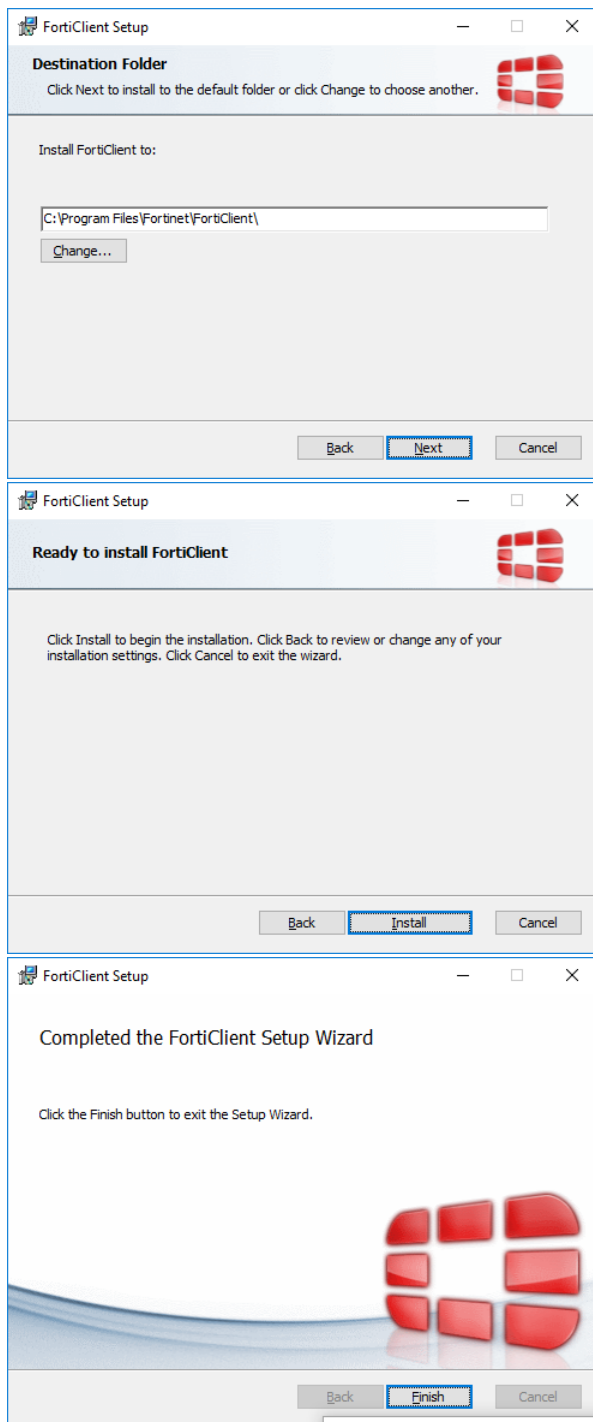 FortiClient Setup
Destination Folder
Click Next to install to the default folder or click Change to choose another.
Install FortiClient to:
C:\Program Files\Fortinet\FortiClient\
Change...
Back Next Cancel
FortiClient Setup
Ready to install FortiClient
Click Install to begin the installation. Click Back to review or change any of your
installation settings. Click Cancel to exit the wizard.
Back Install Cancel
FortiClient Setup
Completed the FortiClient Setup Wizard
Click the Finish button to exit the Setup Wizard.
Back Finish Cancel